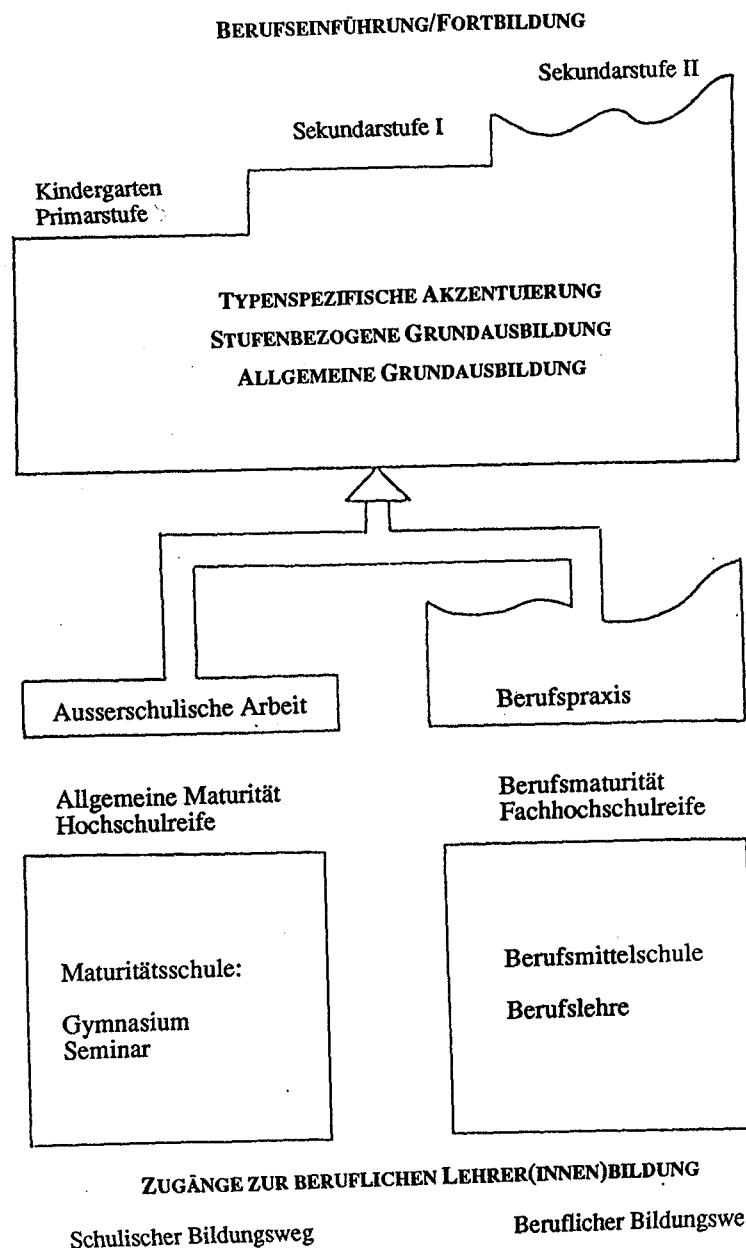 BERUFSEINFÜHRUNG/FORTBILDUNG
Sekundarstufe II
Sekundarstufe I
Kindergarten
Primarstufe
TYPENSPEZIFISCHE AKZENTUIERUNG
STUFENBEZOGENE GRUNDAUSBILDUNG
ALLGEMEINE GRUNDAUSBILDUNG
Ausserschulische Arbeit
Berufspraxis
Allgemeine Maturität
Hochschulreife
Berufsmaturität
Fachhochschulreife
Maturitätsschule:
Gymnasium
Seminar
Berufsmittelschule
Berufslehre
ZUGÄNGE ZUR BERUFLICHEN LEHRER(INNEN)BILDUNG
Schulischer Bildungsweg
Beruflicher Bildungswe